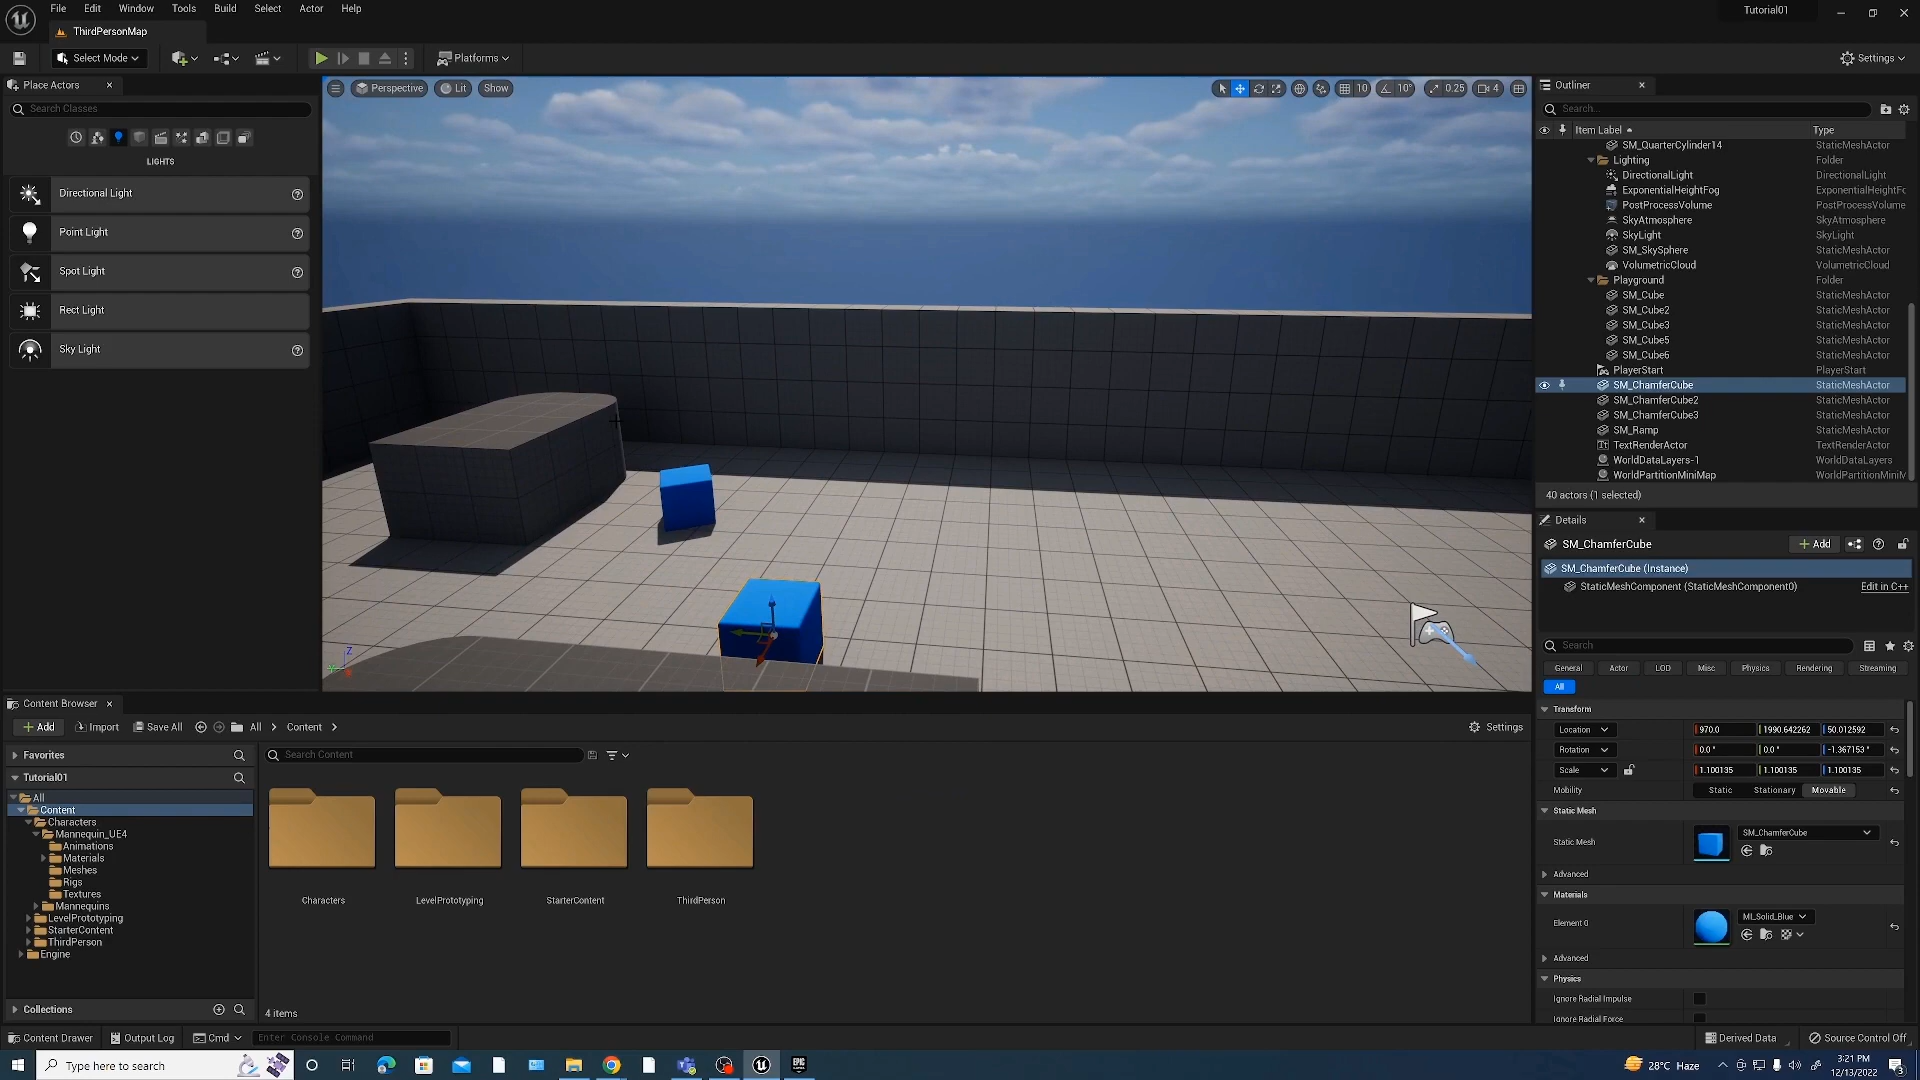 File Edit Window Tools Build Select Actor Help
Tutorial01
ThirdPersonMap
Select Mode
Platforms
Settings
Place Actors
Search Classes
LIGHTS
Directional Light
Point Light
Spot Light
Rect Light
Sky Light
Perspective Lit Show
10 10° 0.25 4
Z
Outliner
Search...
Item Label Type
SM_QuarterCylinder14 StaticMeshActor
Lighting Folder
DirectionalLight DirectionalLight
ExponentialHeightFog ExponentialHeightFc
PostProcessVolume PostProcessVolume
SkyAtmosphere SkyAtmosphere
SkyLight SkyLight
SM_SkySphere StaticMeshActor
VolumetricCloud VolumetricCloud
Playground Folder
SM_Cube StaticMeshActor
SM_Cube2 StaticMeshActor
SM_Cube3 StaticMeshActor
SM_Cube5 StaticMeshActor
SM_Cube6 StaticMeshActor
PlayerStart PlayerStart
SM_ChamferCube StaticMeshActor
SM_ChamferCube2 StaticMeshActor
SM_ChamferCube3 StaticMeshActor
SM_Ramp StaticMeshActor
TextRenderActor TextRenderActor
WorldDataLayers-1 WorldDataLayers
WorldPartitionMiniMap WorldPartitionMiniM
40 actors (1 selected)
Details
SM_ChamferCube
Add
SM_ChamferCube (Instance)
StaticMeshComponent (StaticMeshComponent0) Edit in C++
Search
General Actor LOD Misc Physics Rendering Streaming
All
Transform
Location 970.0 1990.642262 50.012592
Rotation 0.0 ° 0.0 ° -1.367153 °
Scale 1.100135 1.100135 1.100135
Mobility Static Stationary Movable
Static Mesh
Static Mesh SM_ChamferCube
Advanced
Materials
Element 0 MI_Solid_Blue
Advanced
Physics
Ignore Radial Impulse
Ignore Radial Force
Content Browser
Add Import Save All All Content Settings
Favorites
Tutorial01
All
Content
Characters
Mannequin_UE4
Animations
Materials
Meshes
Rigs
Textures
Mannequins
LevelPrototyping
StarterContent
ThirdPerson
Engine
Collections
Search Content
Characters LevelPrototyping StarterContent ThirdPerson
4 items
Content Drawer Output Log Cmd Enter Console Command Derived Data Source Control Off
Type here to search
28°C Haze
3:21 PM
12/13/2022